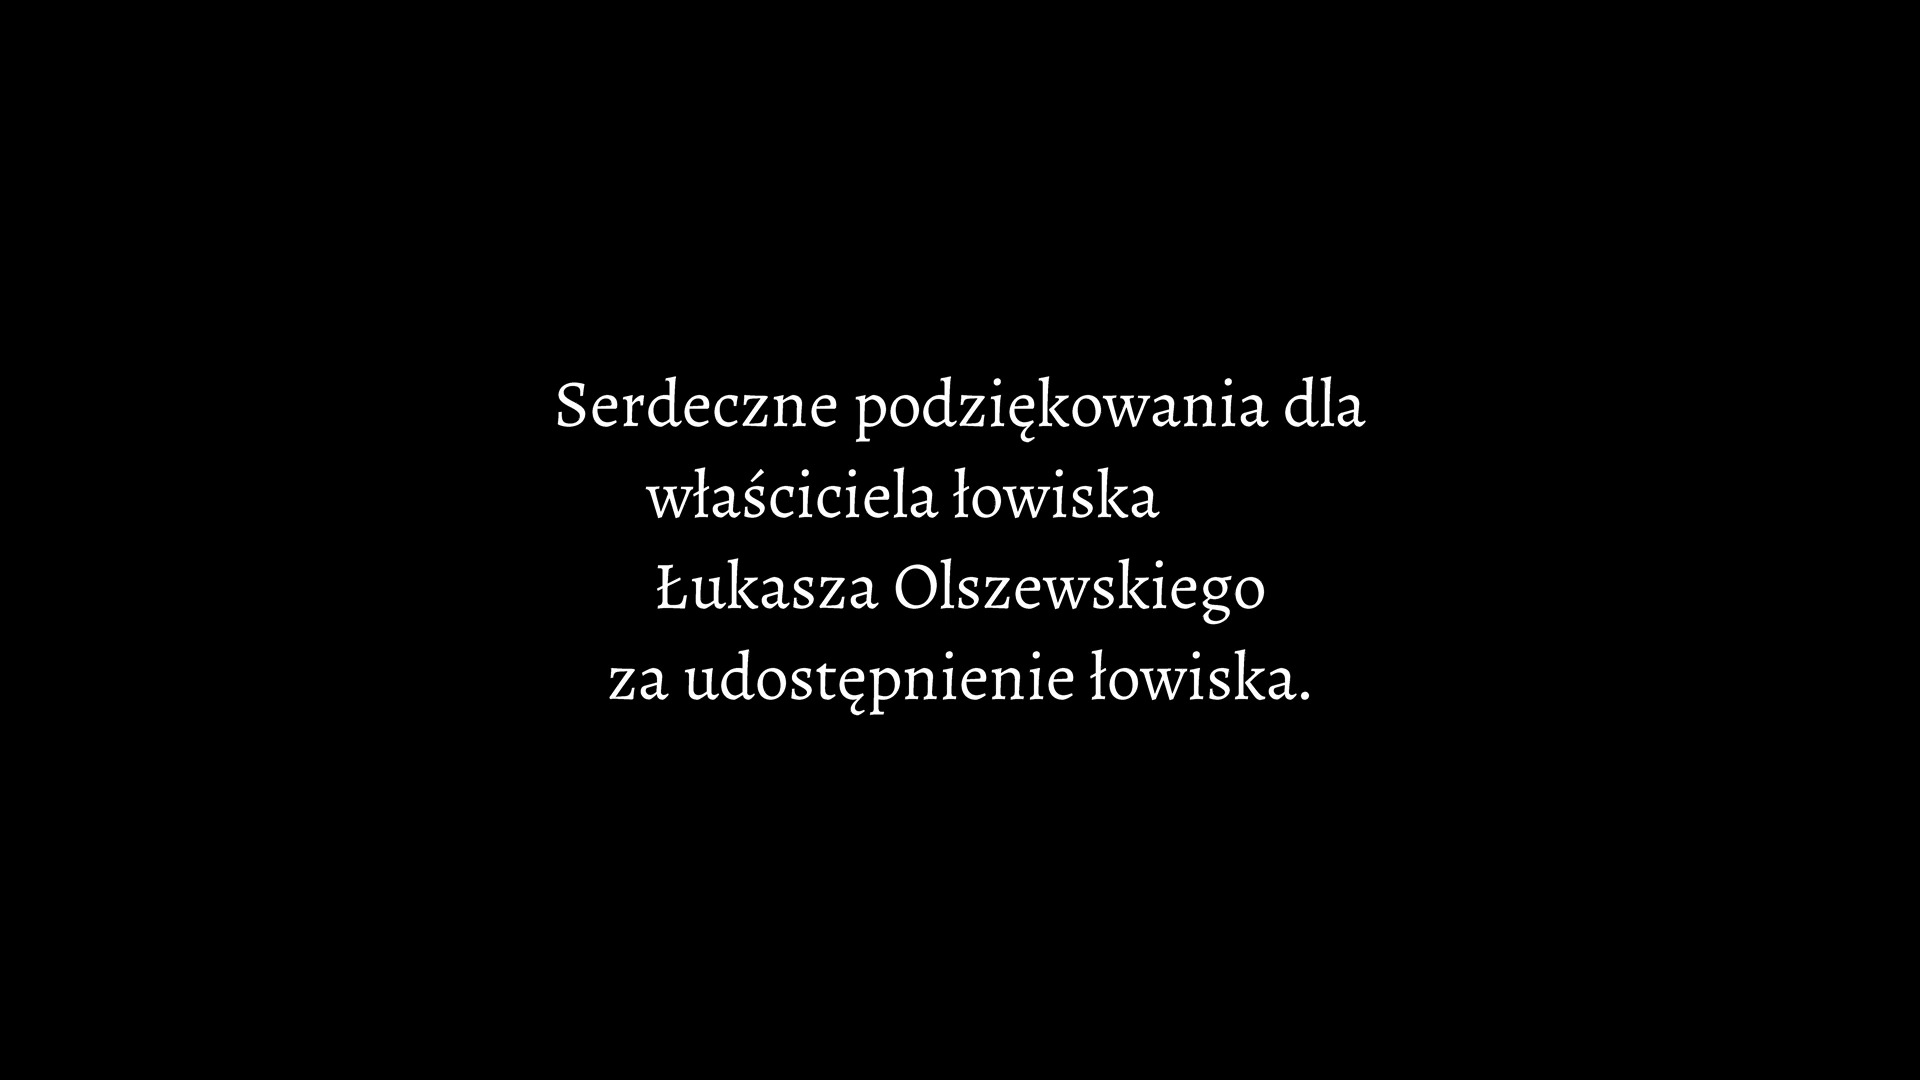 Serdeczne podziękowania dla
właściciela łowiska
Łukasza Olszewskiego
za udostępnienie łowiska.